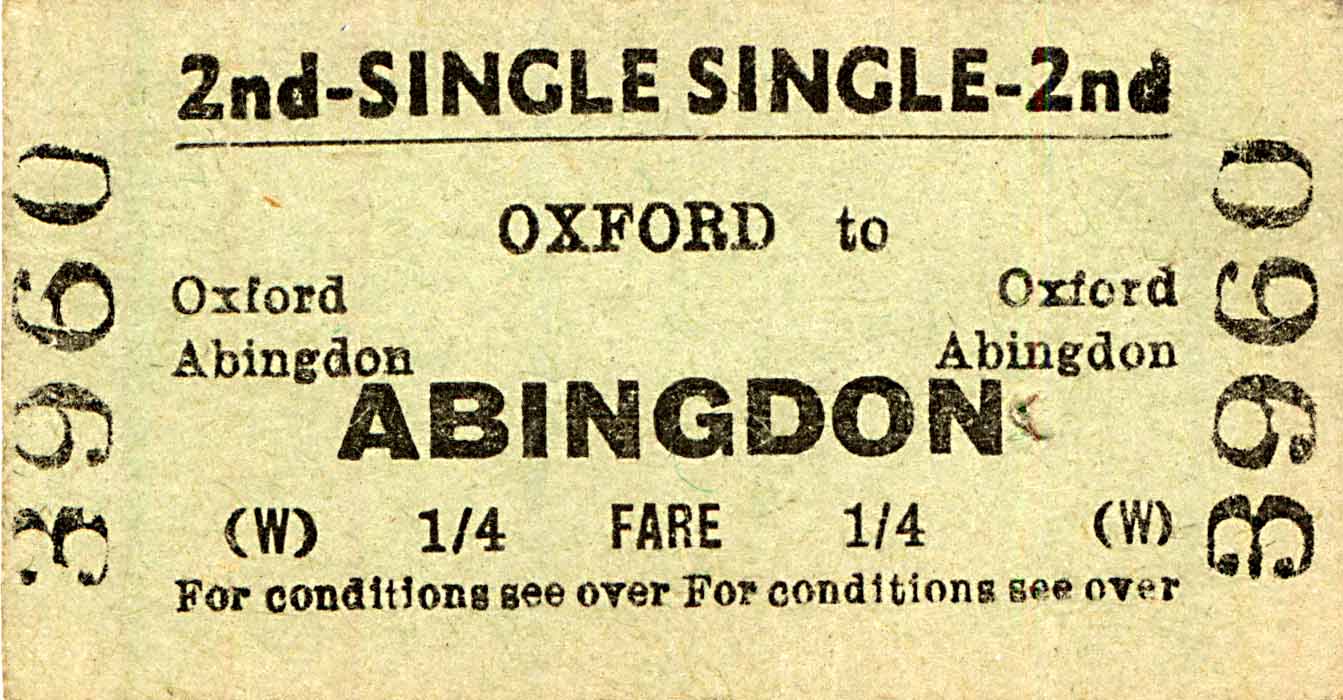 2nd-SINGLE SINGLE-2nd
OXFORD to
Oxford Oxford
Abingdon Abingdon
ABINGDON
(W) 1/4 FARE 1/4 (W)
For conditions see over For conditions see over
3960
3960